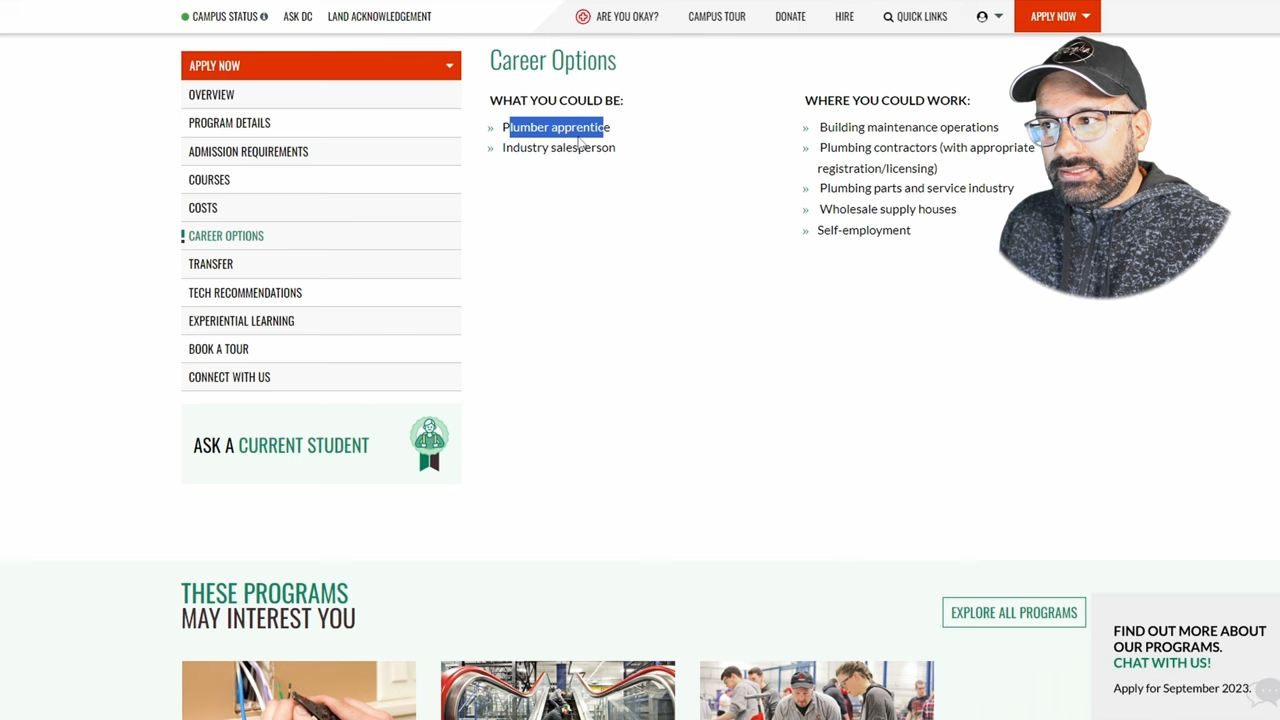 CAMPUS STATUS
ASK DC
LAND ACKNOWLEDGEMENT
ARE YOU OKAY?
CAMPUS TOUR
DONATE
HIRE
QUICK LINKS
APPLY NOW
APPLY NOW
OVERVIEW
PROGRAM DETAILS
ADMISSION REQUIREMENTS
COURSES
COSTS
CAREER OPTIONS
TRANSFER
TECH RECOMMENDATIONS
EXPERIENTIAL LEARNING
BOOK A TOUR
CONNECT WITH US
ASK A CURRENT STUDENT
Career Options
WHAT YOU COULD BE:
» Plumber apprentice
» Industry salesperson
WHERE YOU COULD WORK:
» Building maintenance operations
» Plumbing contractors (with appropriate
registration/licensing)
» Plumbing parts and service industry
» Wholesale supply houses
» Self-employment
THESE PROGRAMS
MAY INTEREST YOU
EXPLORE ALL PROGRAMS
FIND OUT MORE ABOUT
OUR PROGRAMS.
CHAT WITH US!
Apply for September 2023.